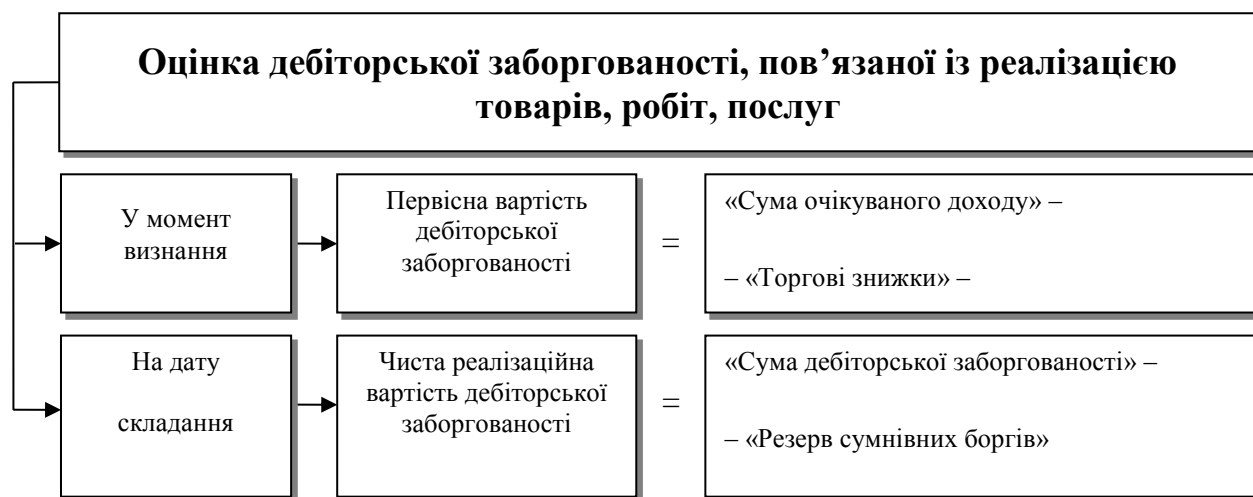 Оцінка дебіторської заборгованості, пов’язаної із реалізацією
товарів, робіт, послуг
У момент
визнання
Первісна вартість
дебіторської
заборгованості
=
«Сума очікуваного доходу» –
– «Торгові знижки» –
На дату
складання
Чиста реалізаційна
вартість дебіторської
заборгованості
=
«Сума дебіторської заборгованості» –
– «Резерв сумнівних боргів»